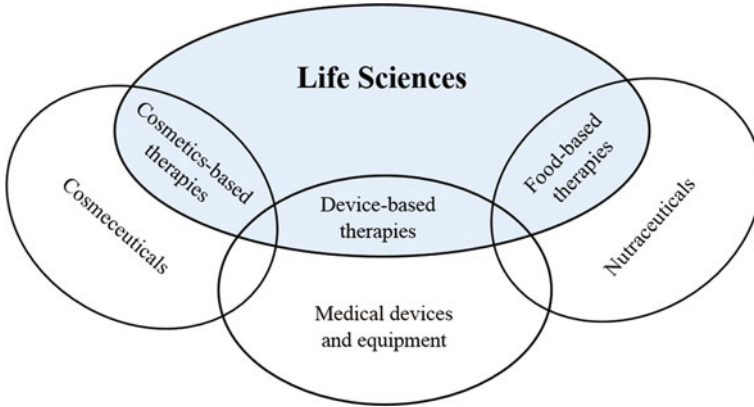 Life Sciences
Cosmetics-based
therapies
Food-based
therapies
Cosmeceuticals
Device-based
therapies
Nutraceuticals
Medical devices
and equipment